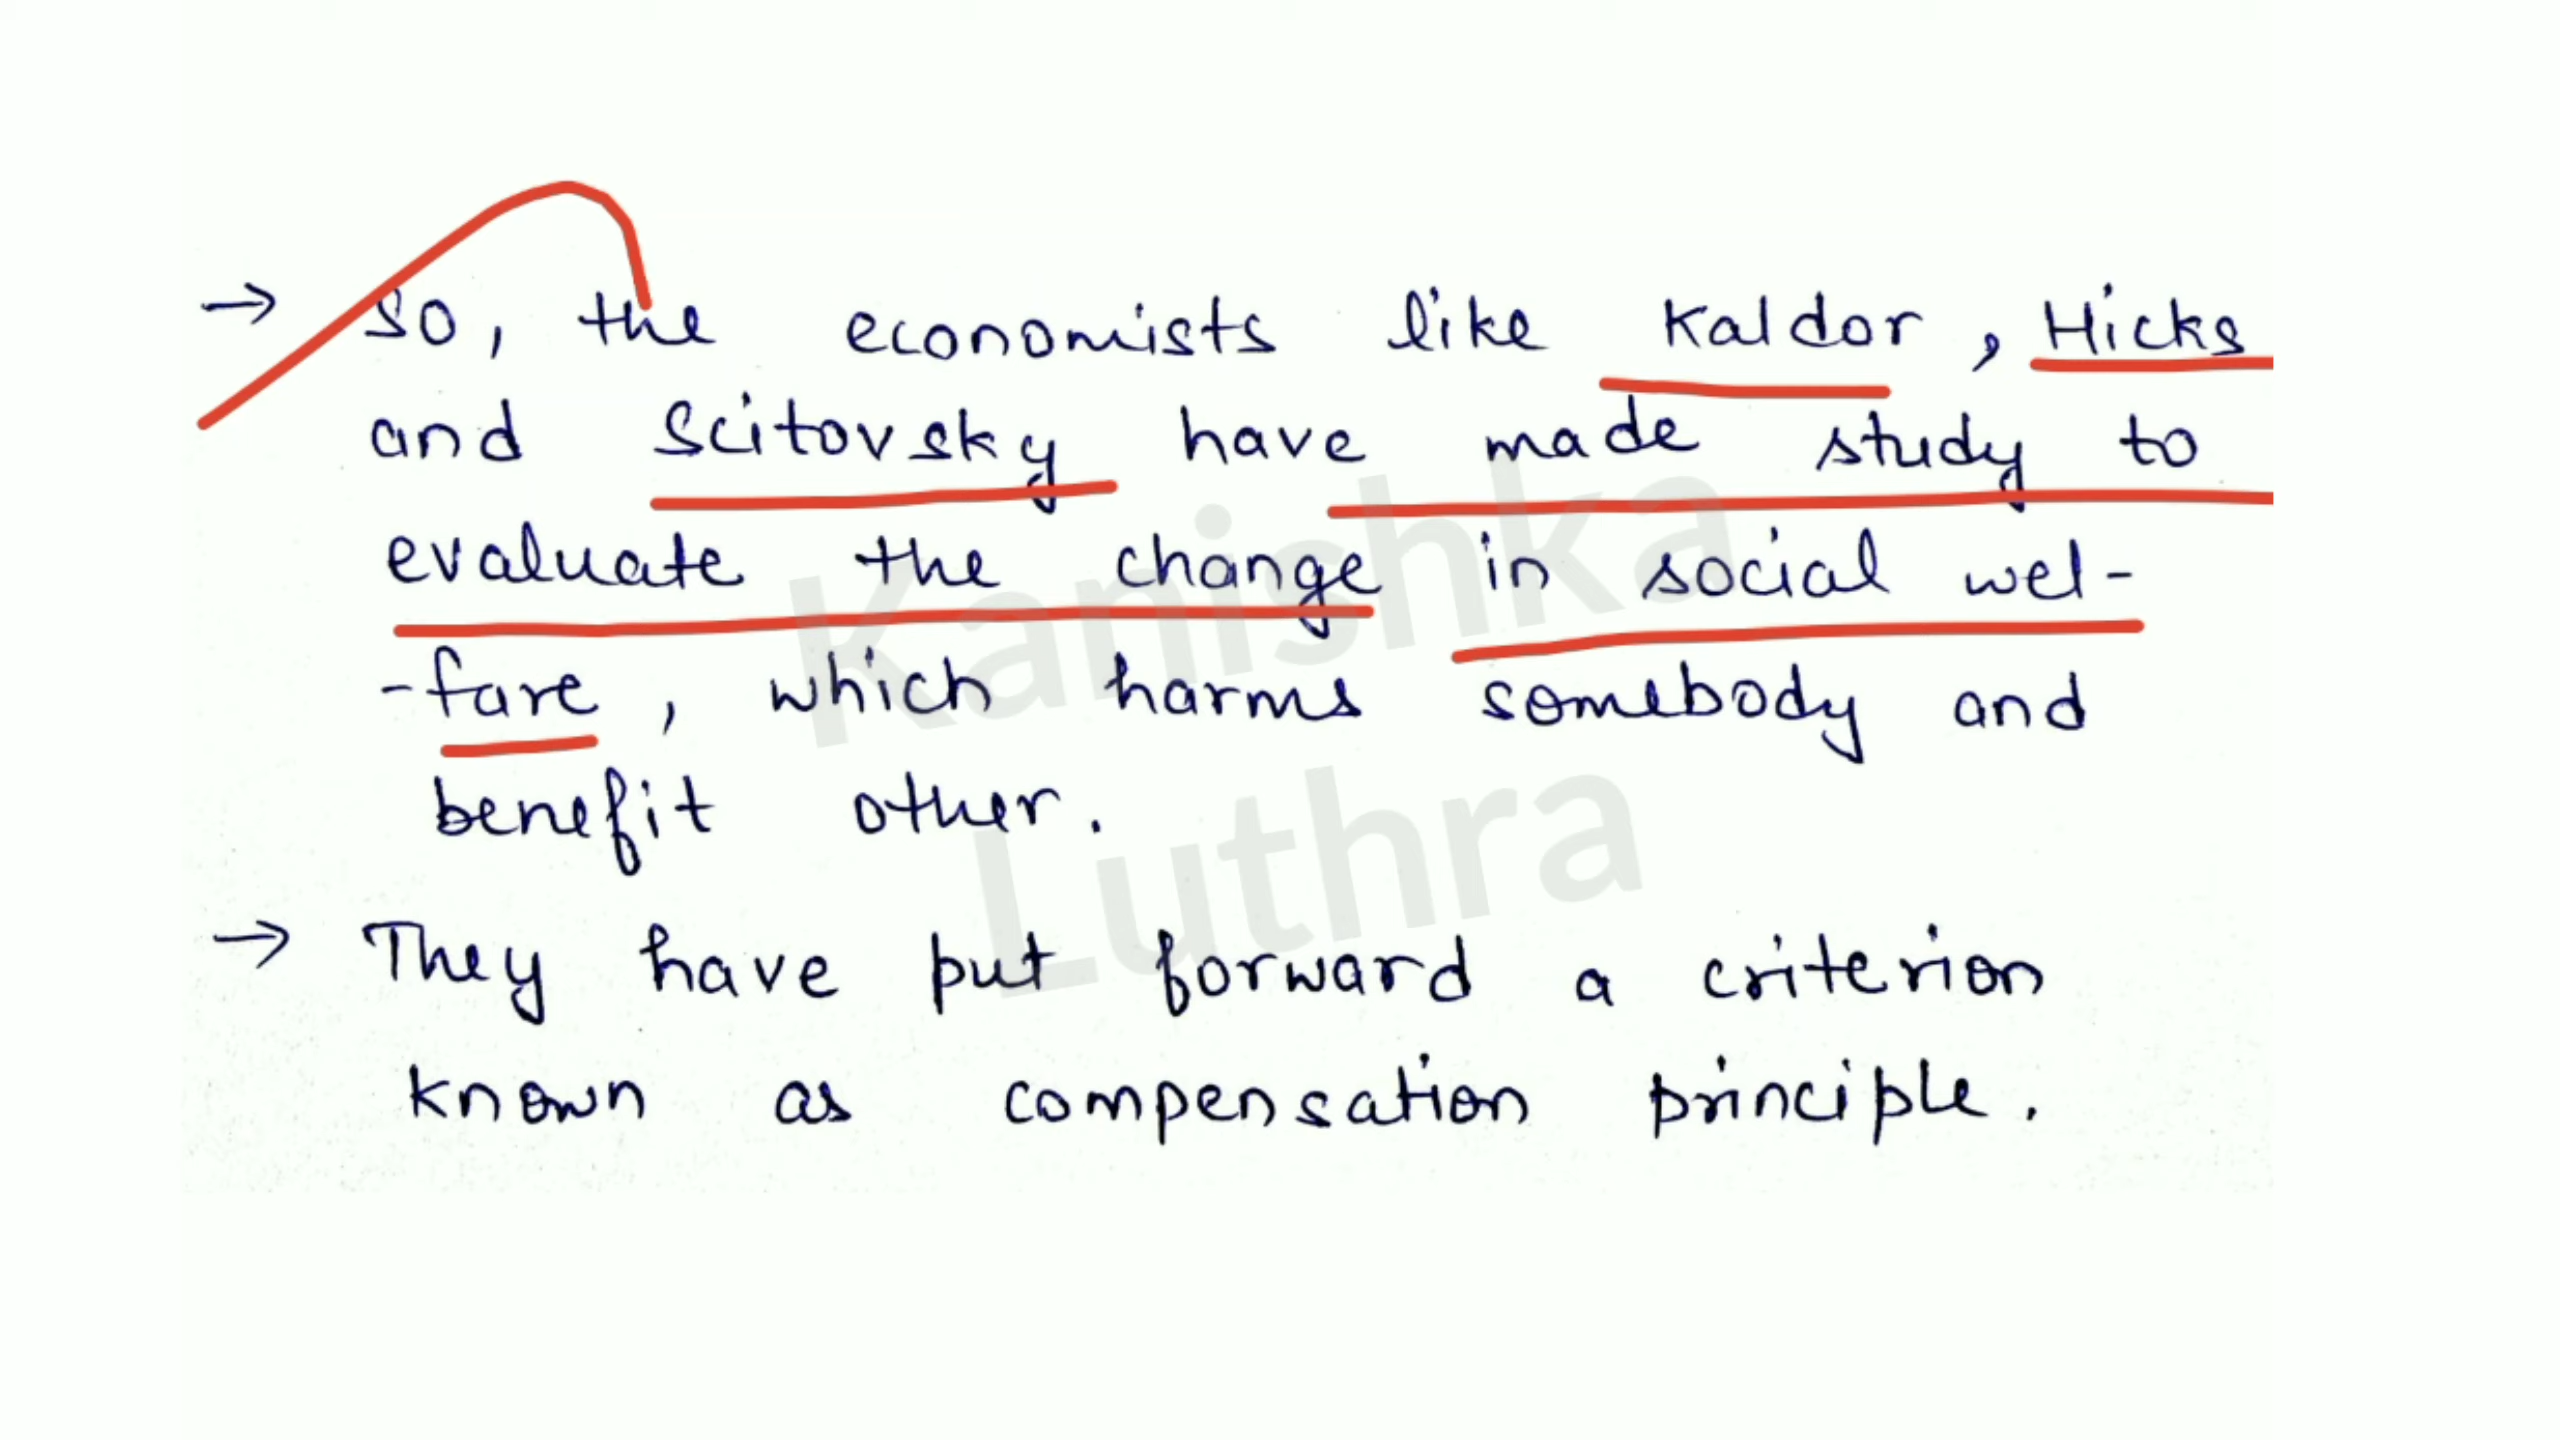 → So, the economists like Kaldor, Hicks
and Scitovsky have made study to
evaluate the change in social wel-
-fare, which harms somebody and
benefit other.
→ They have put forward a criterion
known as compensation principle.
Kanishka
Luthra